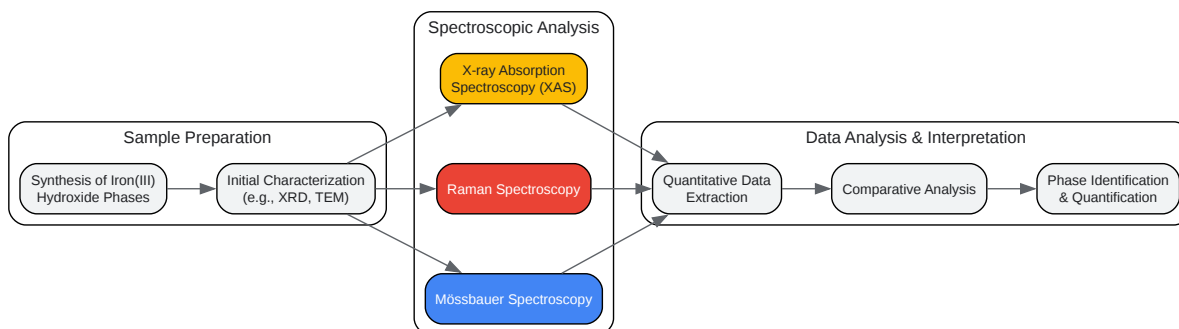 Spectroscopic Analysis
X-ray Absorption
Spectroscopy (XAS)
Sample Preparation
Data Analysis & Interpretation
Synthesis of Iron(III)
Hydroxide Phases
Initial Characterization
(e.g., XRD, TEM)
Raman Spectroscopy
Quantitative Data
Extraction
Comparative Analysis
Phase Identification
& Quantification
Mössbauer Spectroscopy